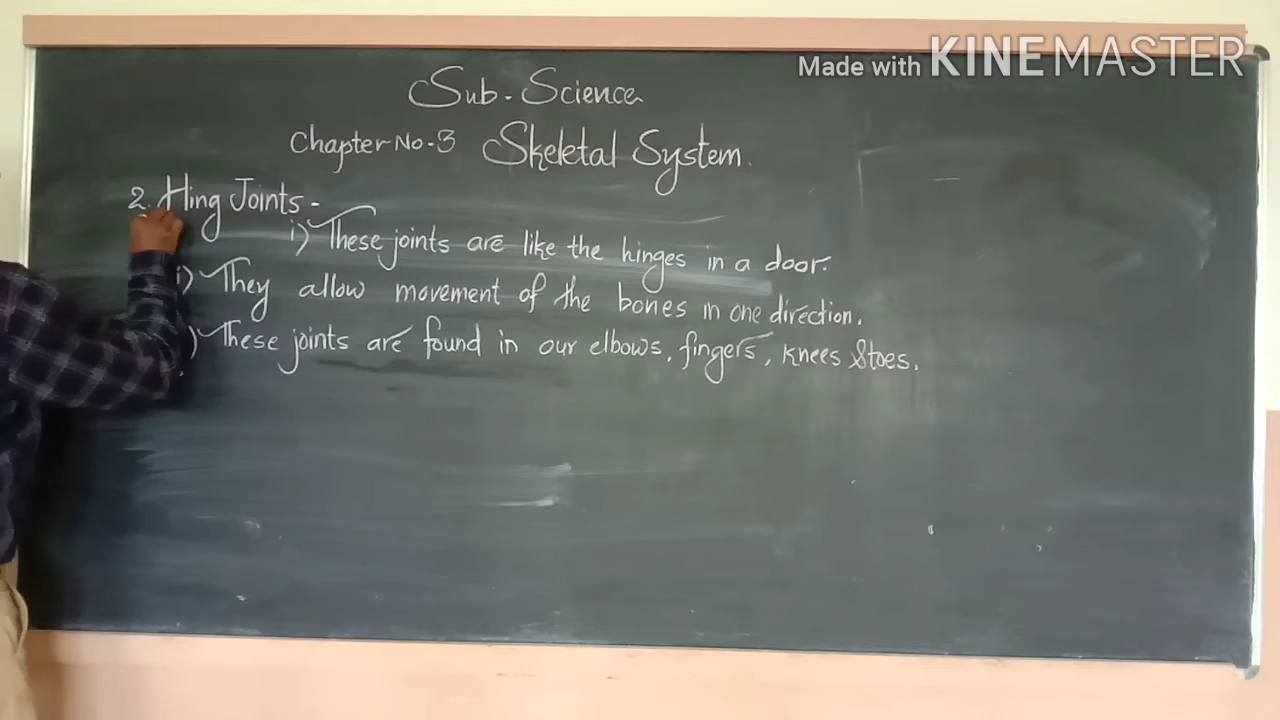 Made with KINEMASTER
Sub - Science
Chapter No - 3 Skeletal System.
2. Hing Joints -
i) These joints are like the hinges in a door.
i) They allow movement of the bones in one direction.
) These joints are found in our elbows, fingers, knees & toes.